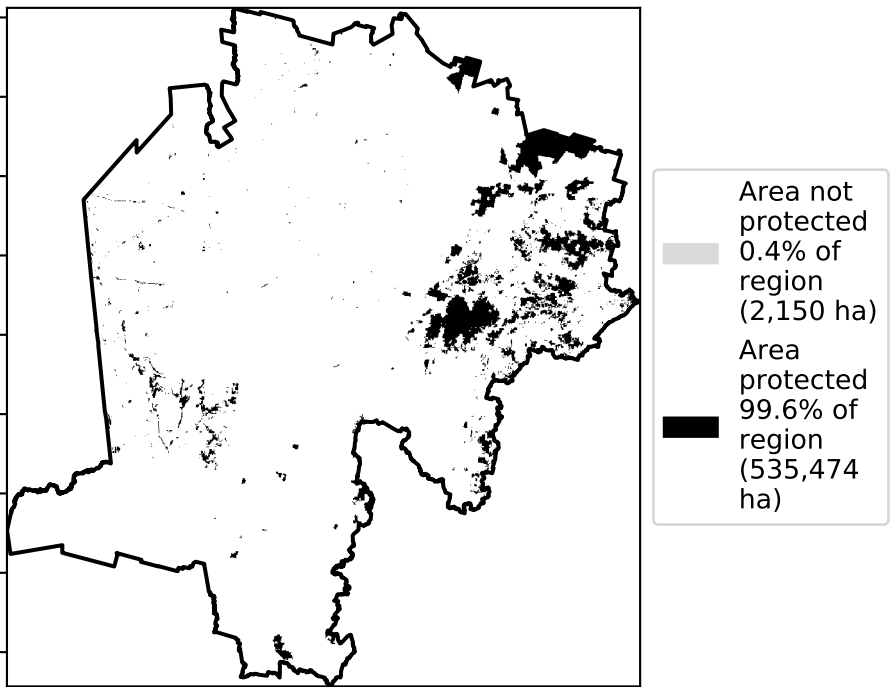 Area not
protected
0.4% of
region
(2,150 ha)
Area
protected
99.6% of
region
(535,474
ha)